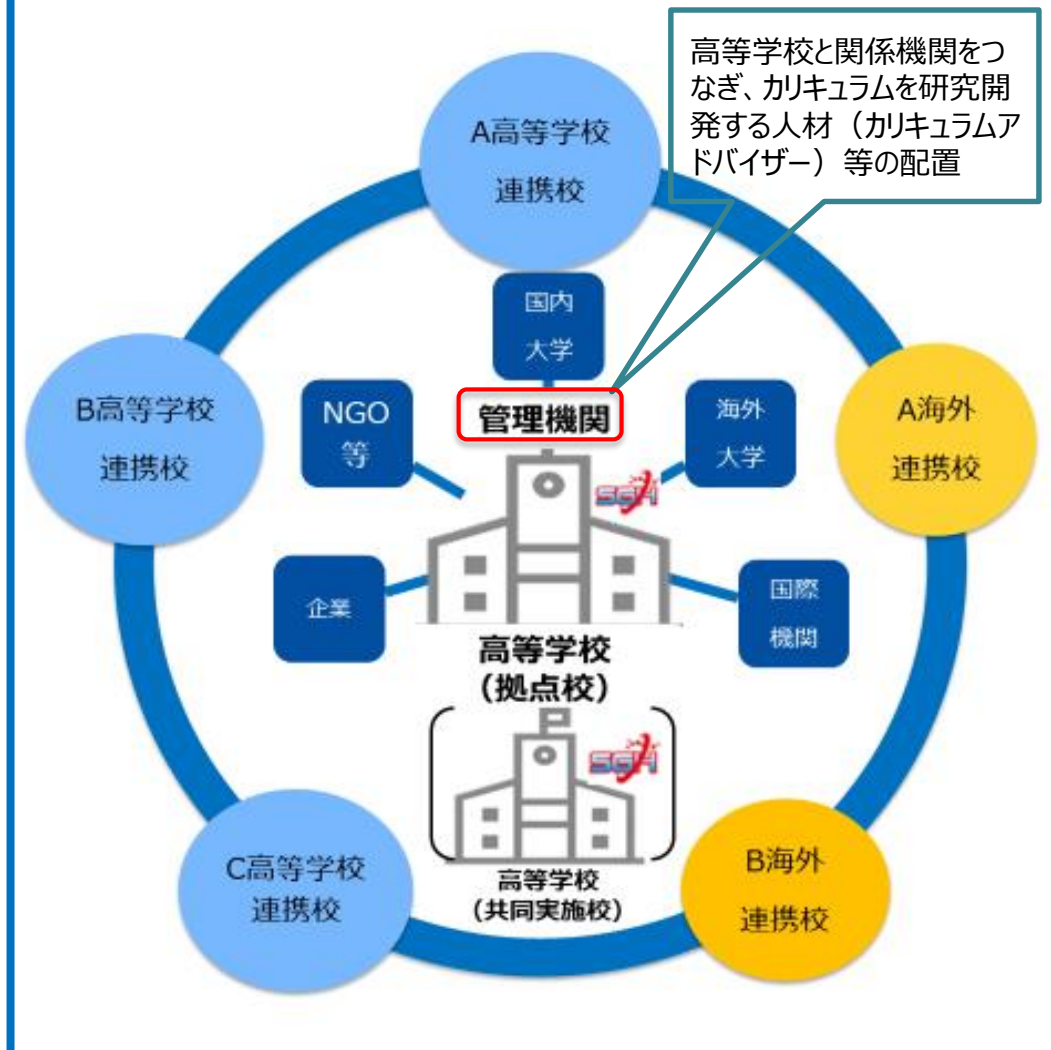 高等学校と関係機関をつ
なぎ、カリキュラムを研究開
発する人材（カリキュラムア
ドバイザー）等の配置
A高等学校
連携校
国内
大学
管理機関
NGO
等
海外
大学
B高等学校
連携校
A海外
連携校
SGH
企業
国際
機関
高等学校
（拠点校）
SGH
高等学校
（共同実施校）
C高等学校
連携校
B海外
連携校